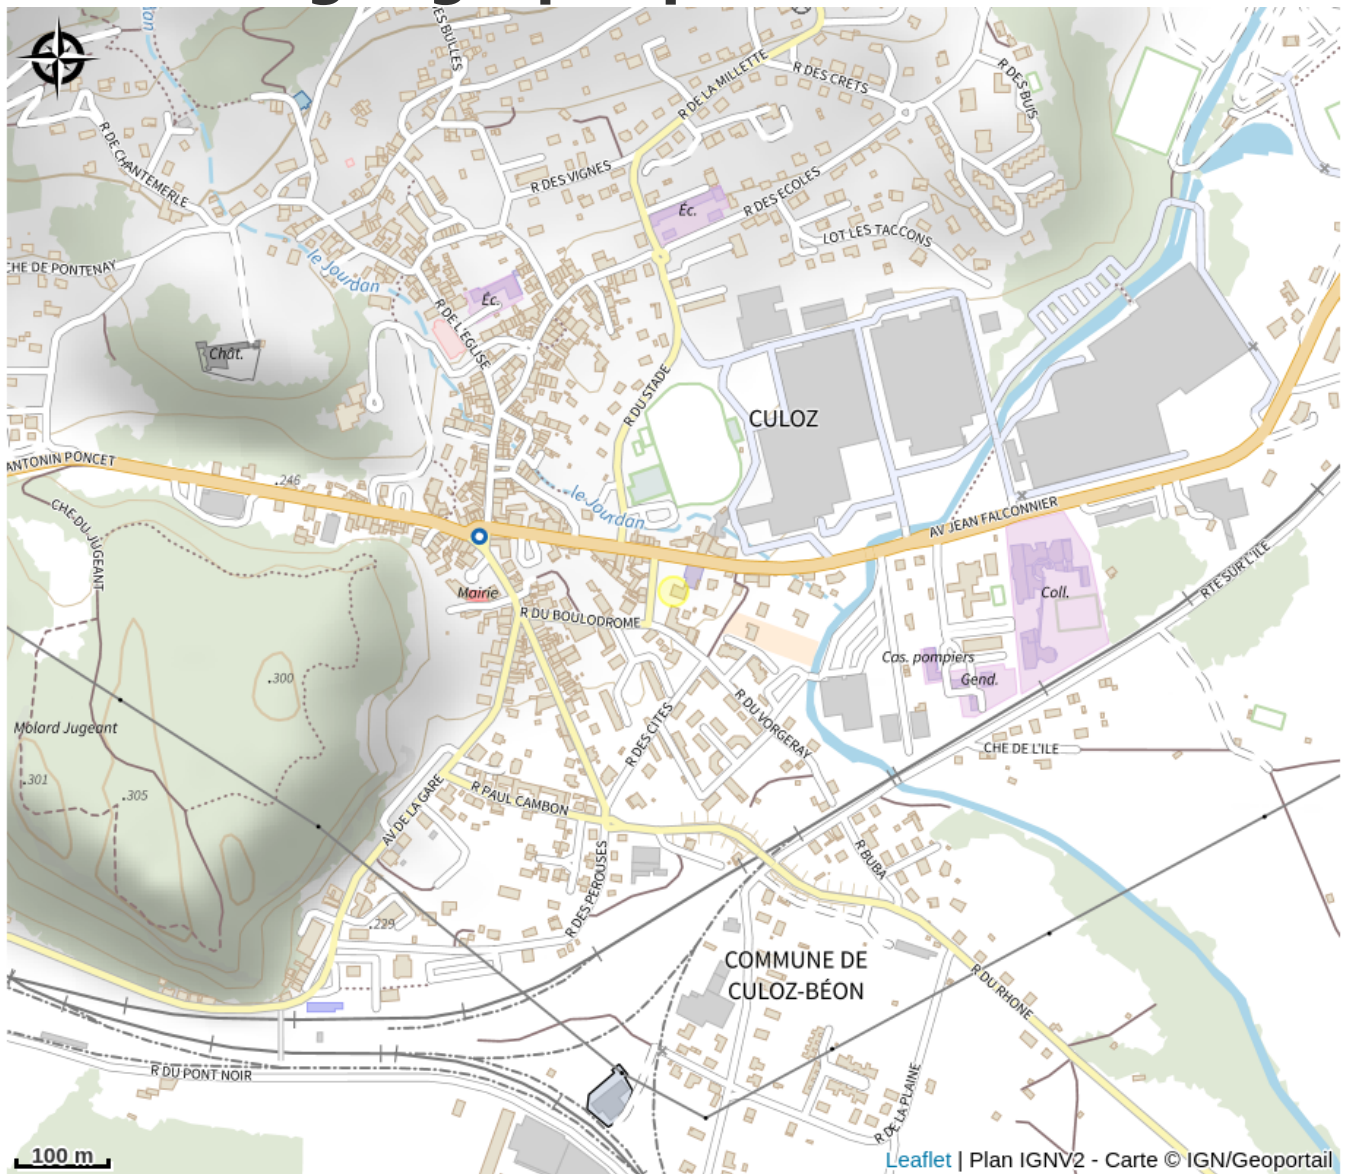 R DES BULLES
R DE LA MILLETTE
R DES CRETS
R DES BUIS
R DE CHANTEMERLE
R DES VIGNES
R DES ECOLES
Éc.
LOT LES TACCONS
CHE DE PONTENAY
le Jourdan
Éc.
R DE L'EGLISE
Chât.
R DU STADE
CULOZ
ANTONIN PONCET
246
le Jourdan
AV JEAN FALCONNIER
CHE DU JUGEANT
RTE SUR L'ILE
Mairie
R DU BOULODROME
Coll.
Cas. pompiers
Gend.
300
Molard Jugeant
R DES CITES
R DU VORGERAY
CHE DE L'ILE
301
305
AV DE LA GARE
R PAUL CAMBON
R BUBA
R DES PEROUSES
229
COMMUNE DE
CULOZ-BÉON
R DU RHONE
R DU PONT NOIR
R DE LA PLAINE
100 m
Leaflet | Plan IGNV2 - Carte © IGN/Geoportail